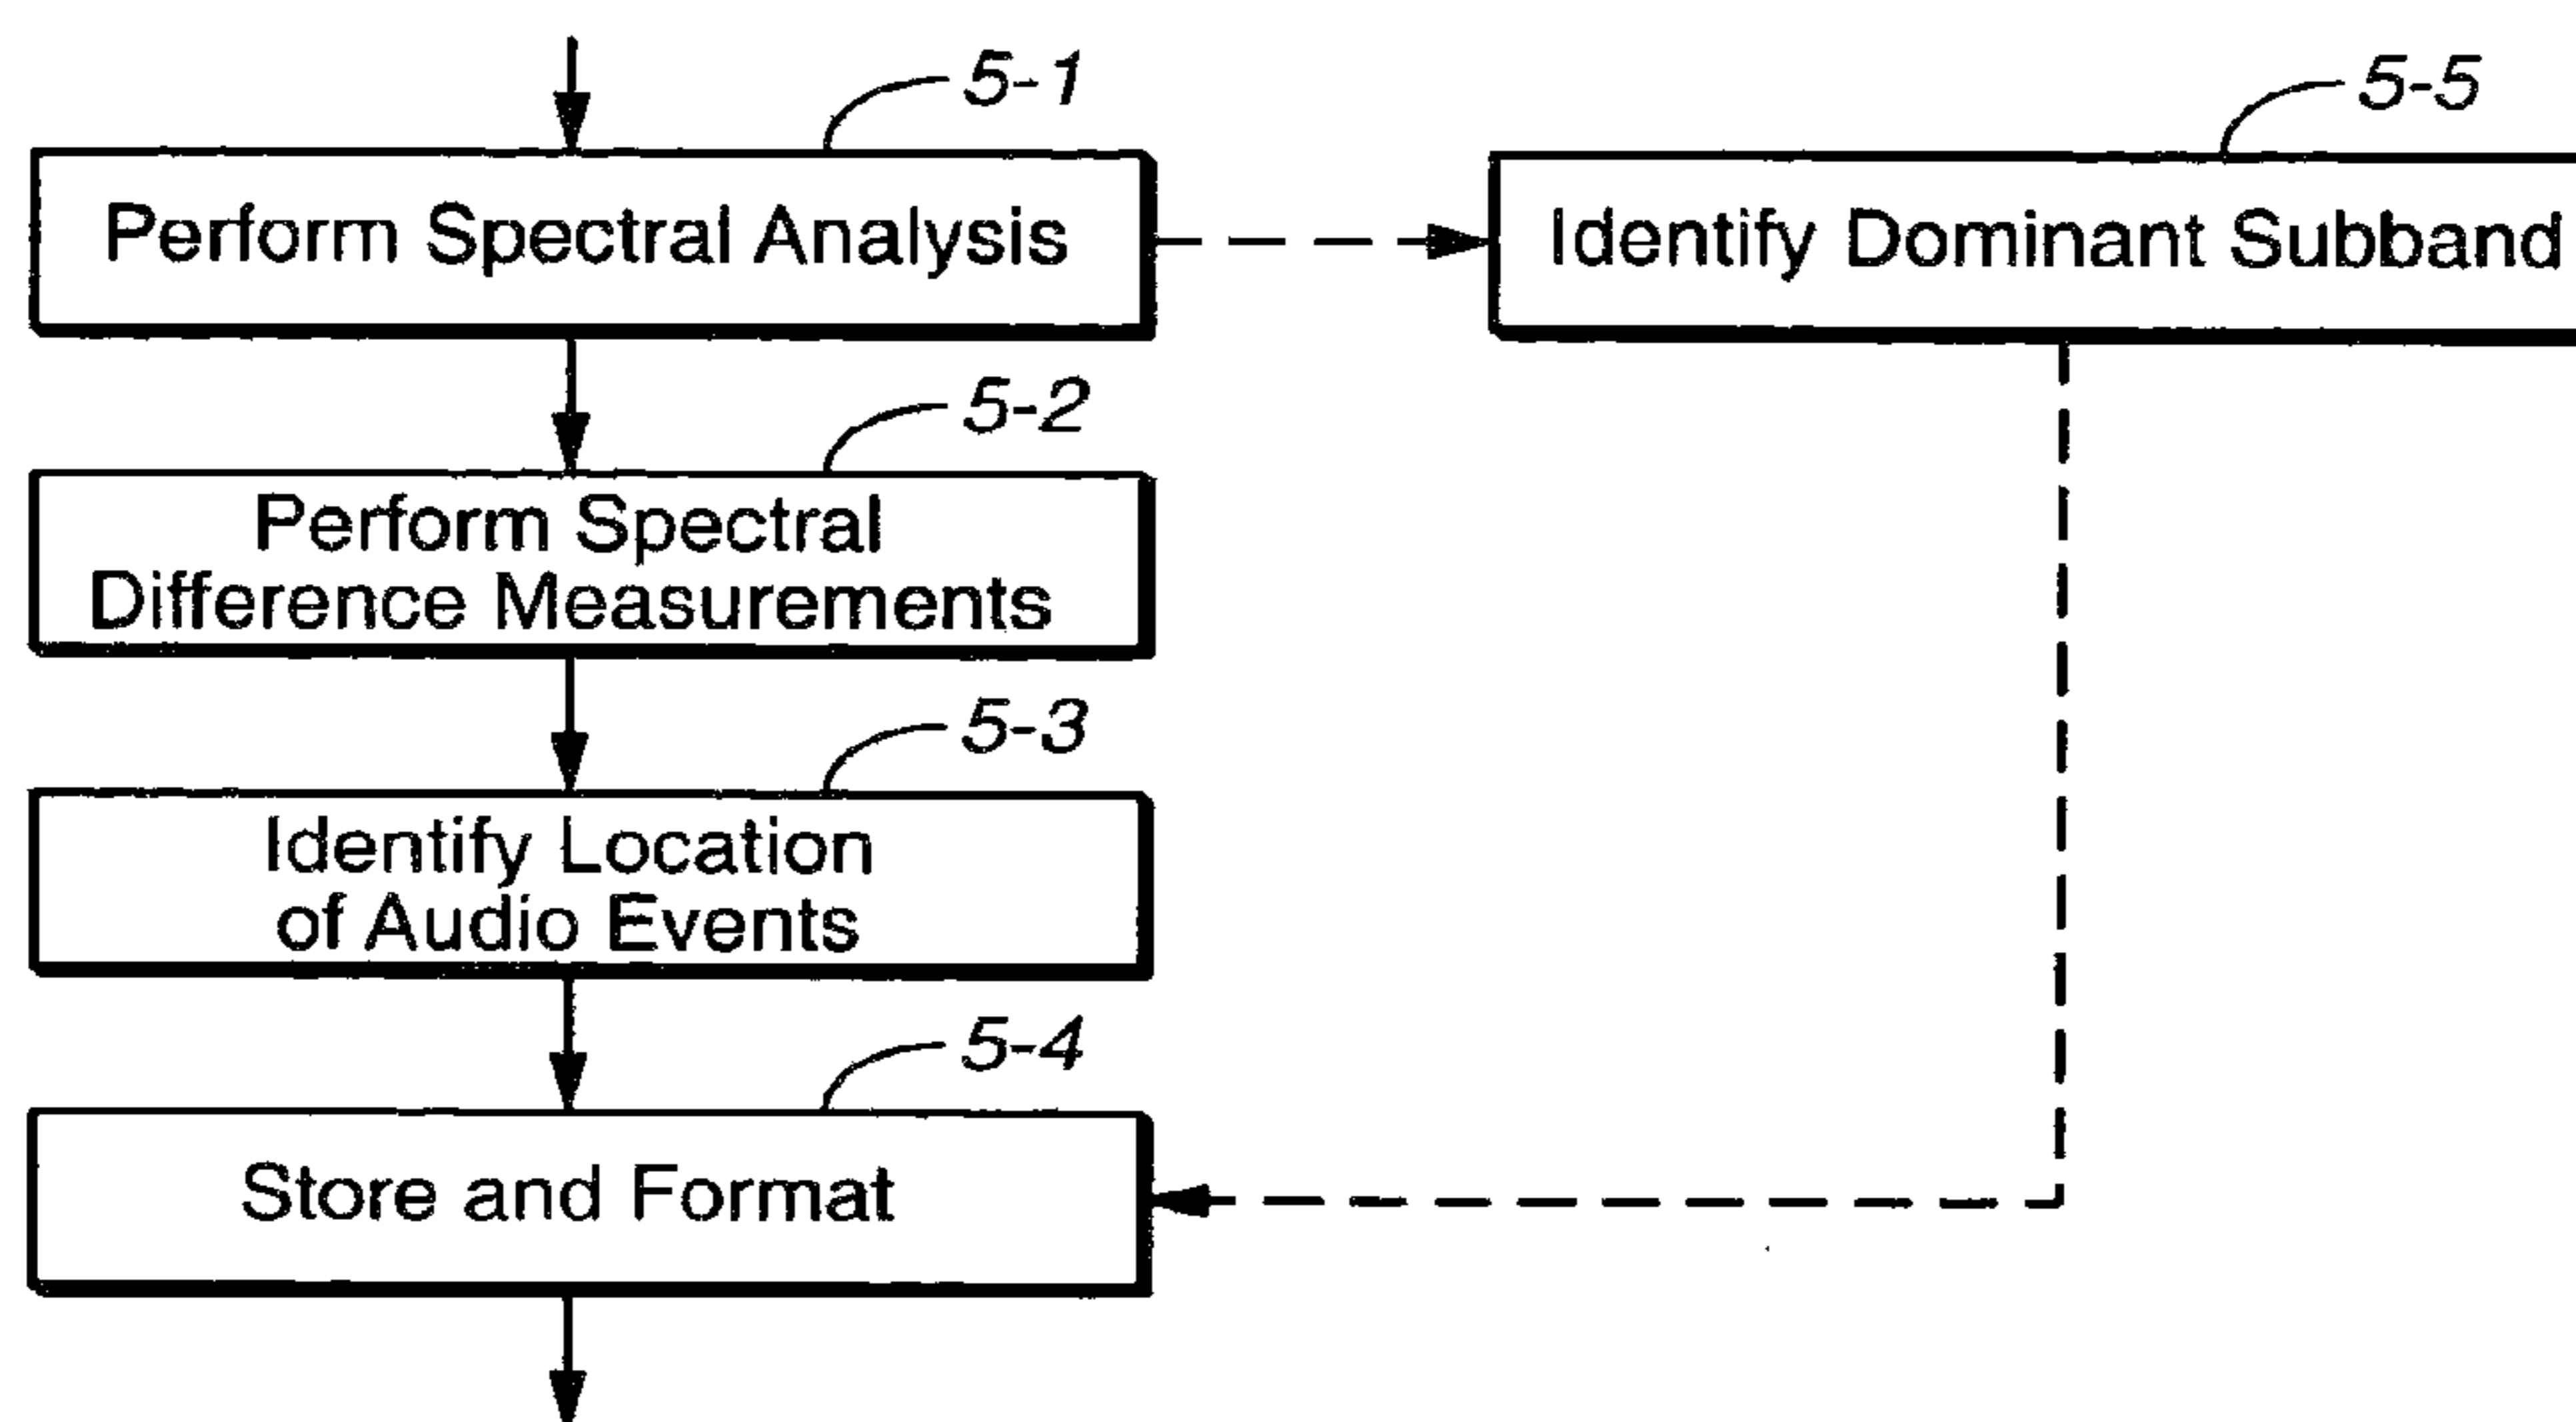 5-1
Perform Spectral Analysis
5-5
Identify Dominant Subband
5-2
Perform Spectral
Difference Measurements
5-3
Identify Location
of Audio Events
5-4
Store and Format